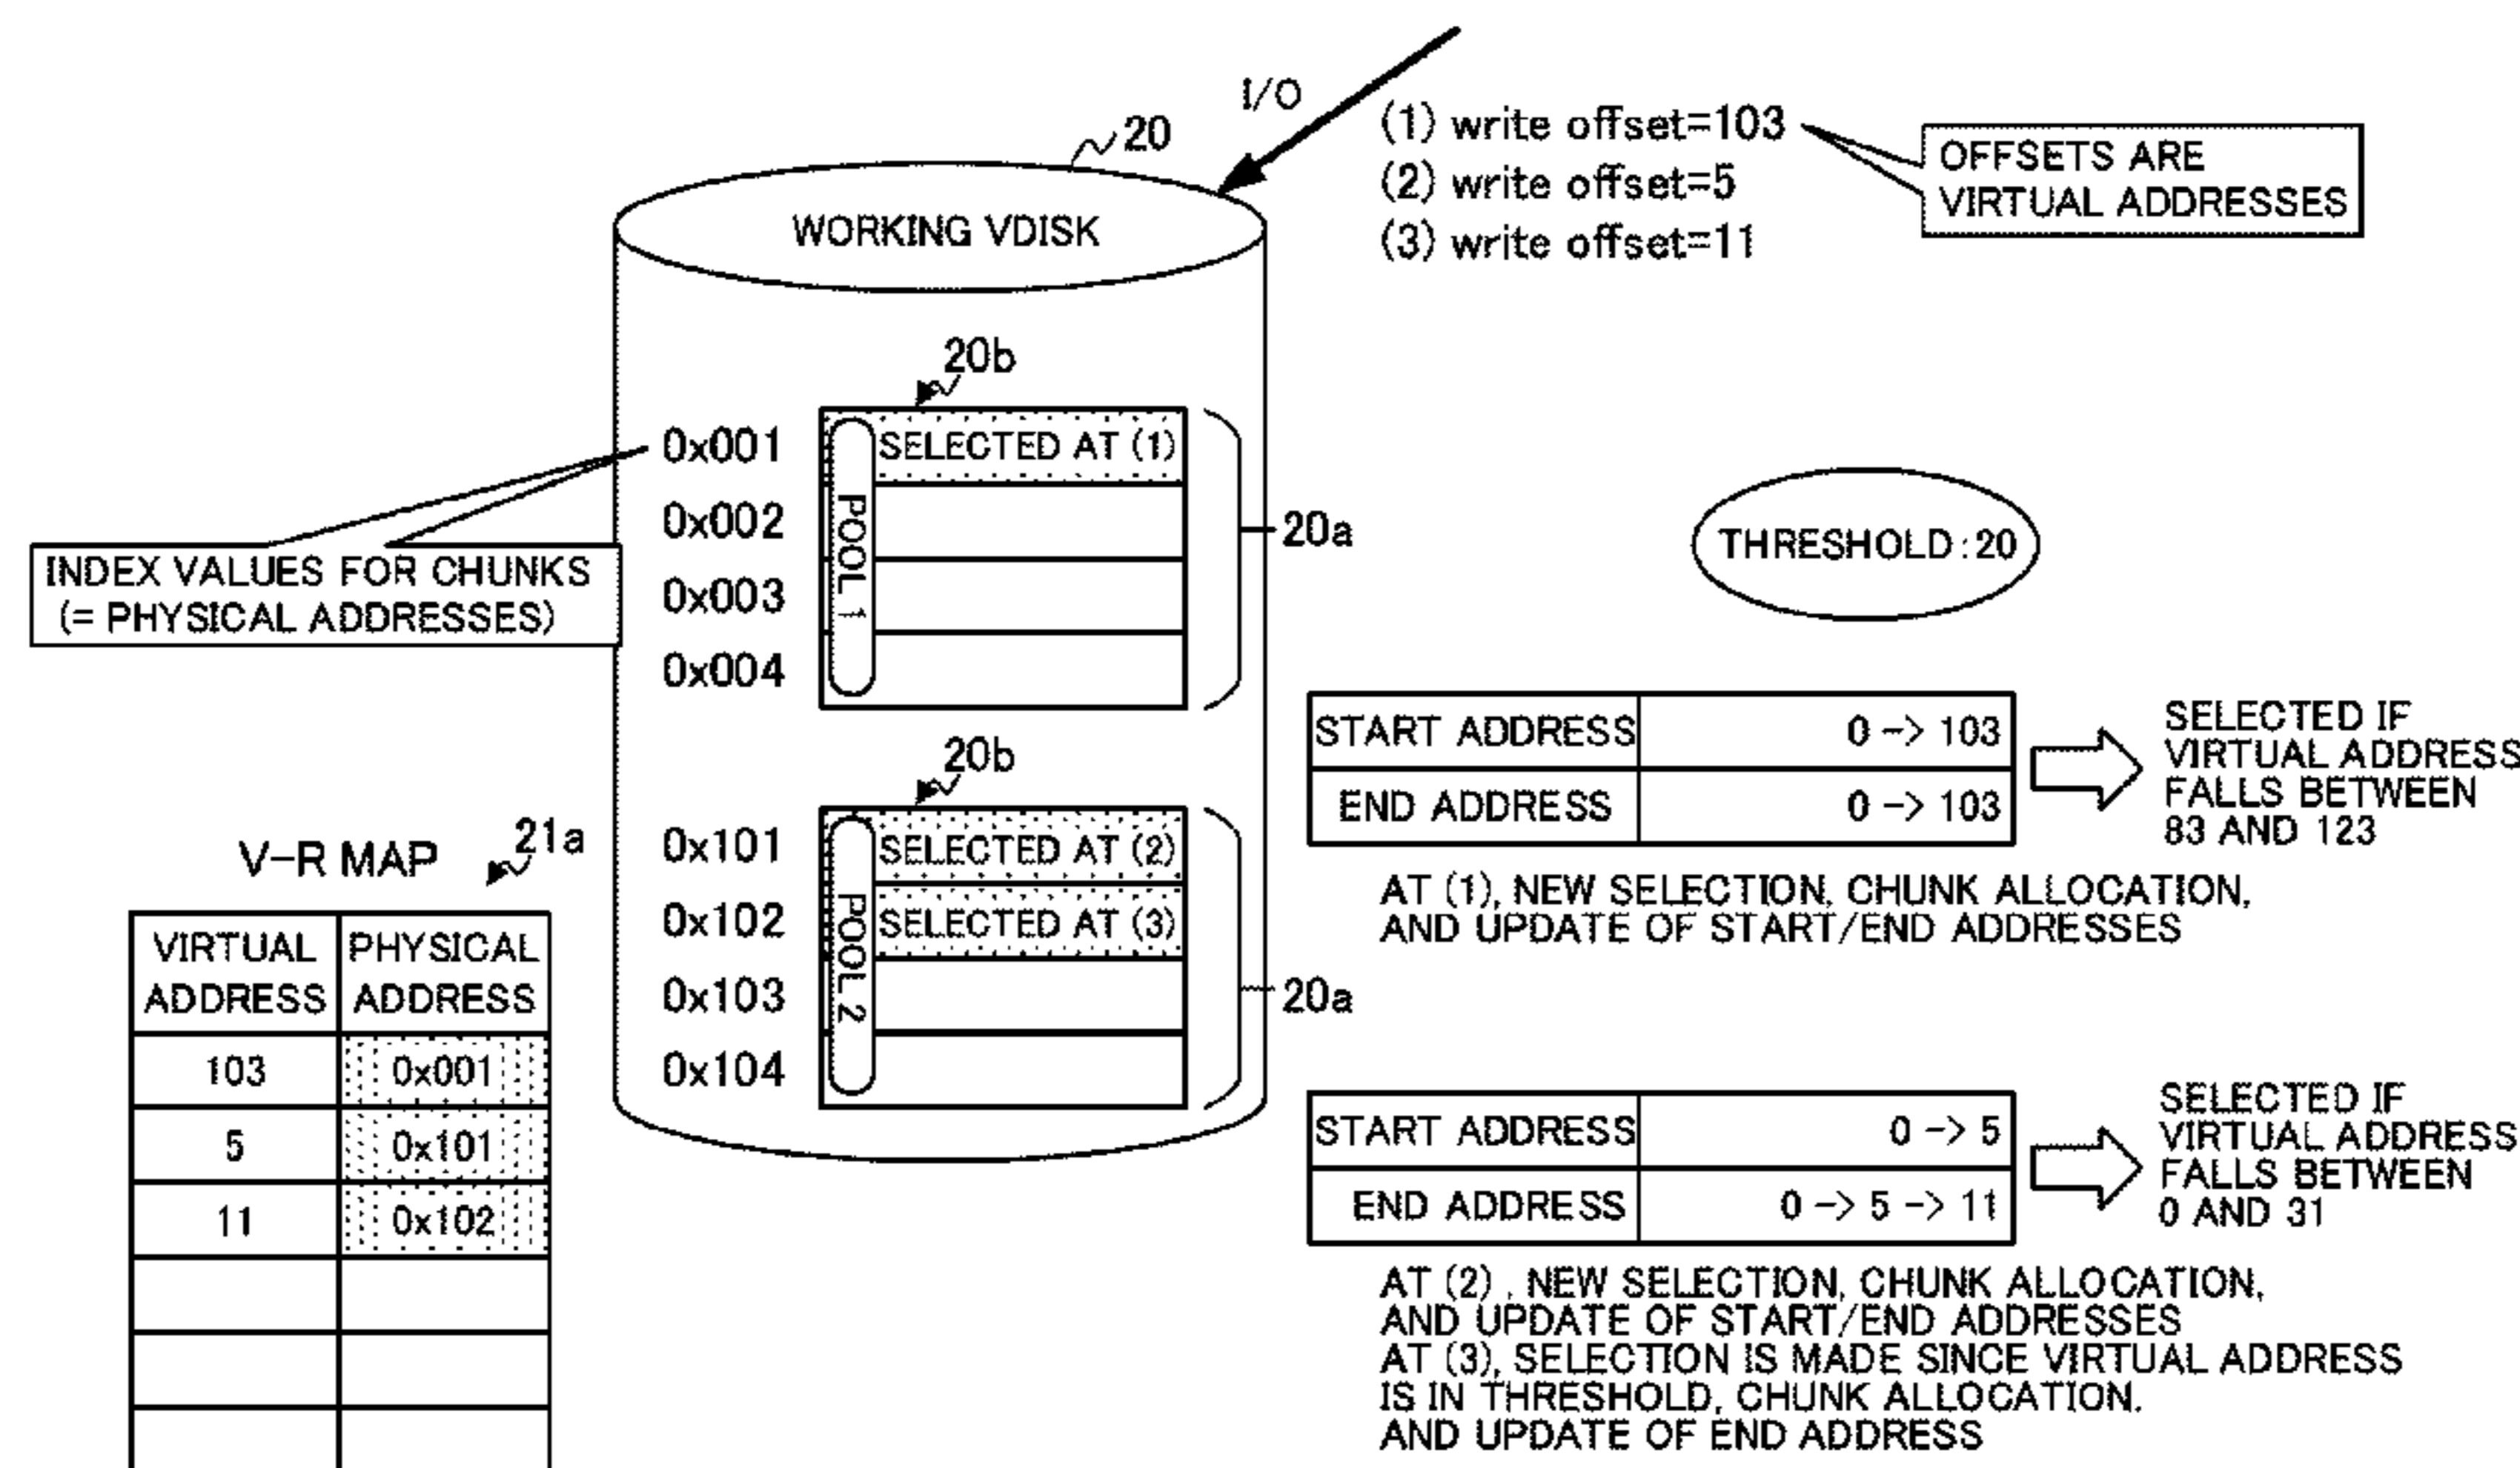 I/O
(1) write offset=103
(2) write offset=5
(3) write offset=11
OFFSETS ARE
VIRTUAL ADDRESSES
20
WORKING VDISK
20b
0x001
SELECTED AT (1)
0x002
0x003
0x004
POOL 1
20a
INDEX VALUES FOR CHUNKS
(= PHYSICAL ADDRESSES)
THRESHOLD:20
START ADDRESS
0 -> 103
END ADDRESS
0 -> 103
SELECTED IF
VIRTUAL ADDRESS
FALLS BETWEEN
83 AND 123
AT (1), NEW SELECTION, CHUNK ALLOCATION,
AND UPDATE OF START/END ADDRESSES
20b
0x101
SELECTED AT (2)
0x102
SELECTED AT (3)
0x103
0x104
POOL 2
20a
V-R MAP
21a
VIRTUAL
ADDRESS
PHYSICAL
ADDRESS
103
0x001
5
0x101
11
0x102
START ADDRESS
0 -> 5
END ADDRESS
0 -> 5 -> 11
SELECTED IF
VIRTUAL ADDRESS
FALLS BETWEEN
0 AND 31
AT (2) , NEW SELECTION, CHUNK ALLOCATION,
AND UPDATE OF START/END ADDRESSES
AT (3), SELECTION IS MADE SINCE VIRTUAL ADDRESS
IS IN THRESHOLD, CHUNK ALLOCATION,
AND UPDATE OF END ADDRESS